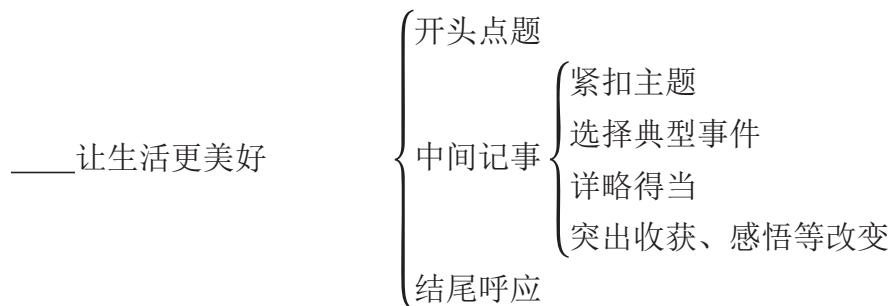 ____让生活更美好
开头点题
中间记事
紧扣主题
选择典型事件
详略得当
突出收获、感悟等改变
结尾呼应